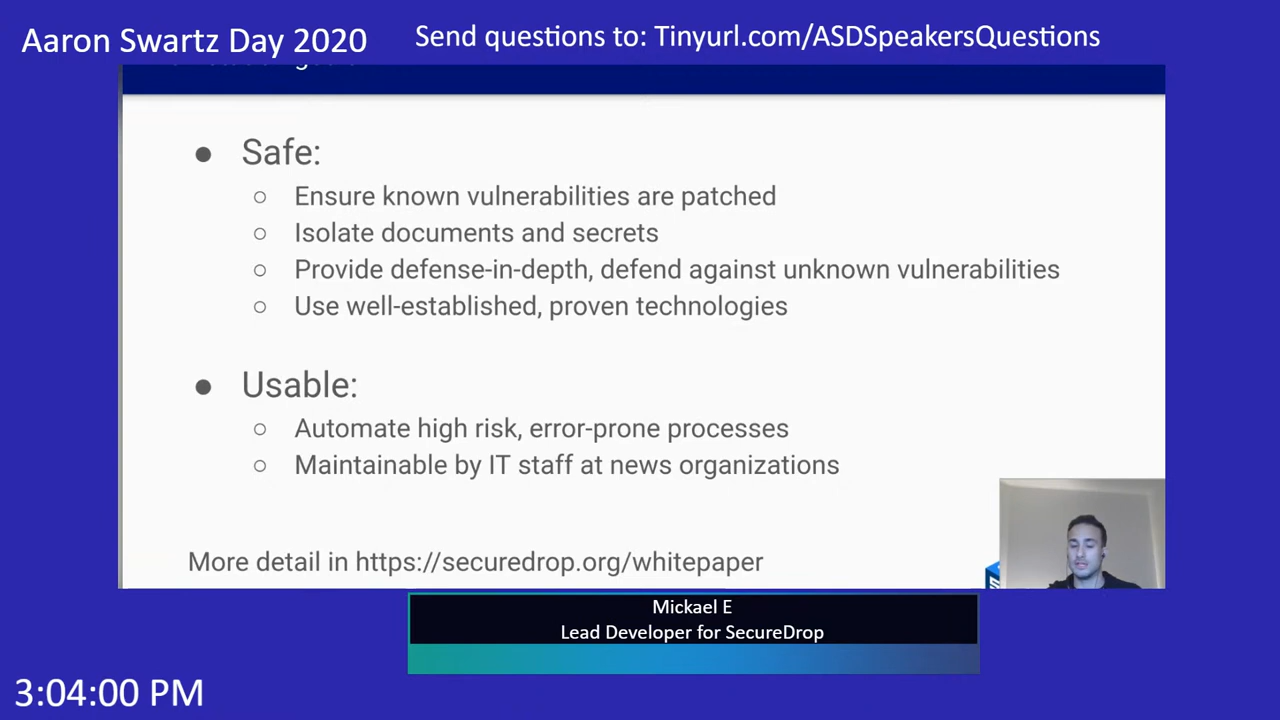 Aaron Swartz Day 2020
Send questions to: Tinyurl.com/ASDSpeakersQuestions
Safe:
Ensure known vulnerabilities are patched
Isolate documents and secrets
Provide defense-in-depth, defend against unknown vulnerabilities
Use well-established, proven technologies
Usable:
Automate high risk, error-prone processes
Maintainable by IT staff at news organizations
More detail in https://securedrop.org/whitepaper
Mickael E
Lead Developer for SecureDrop
3:04:00 PM